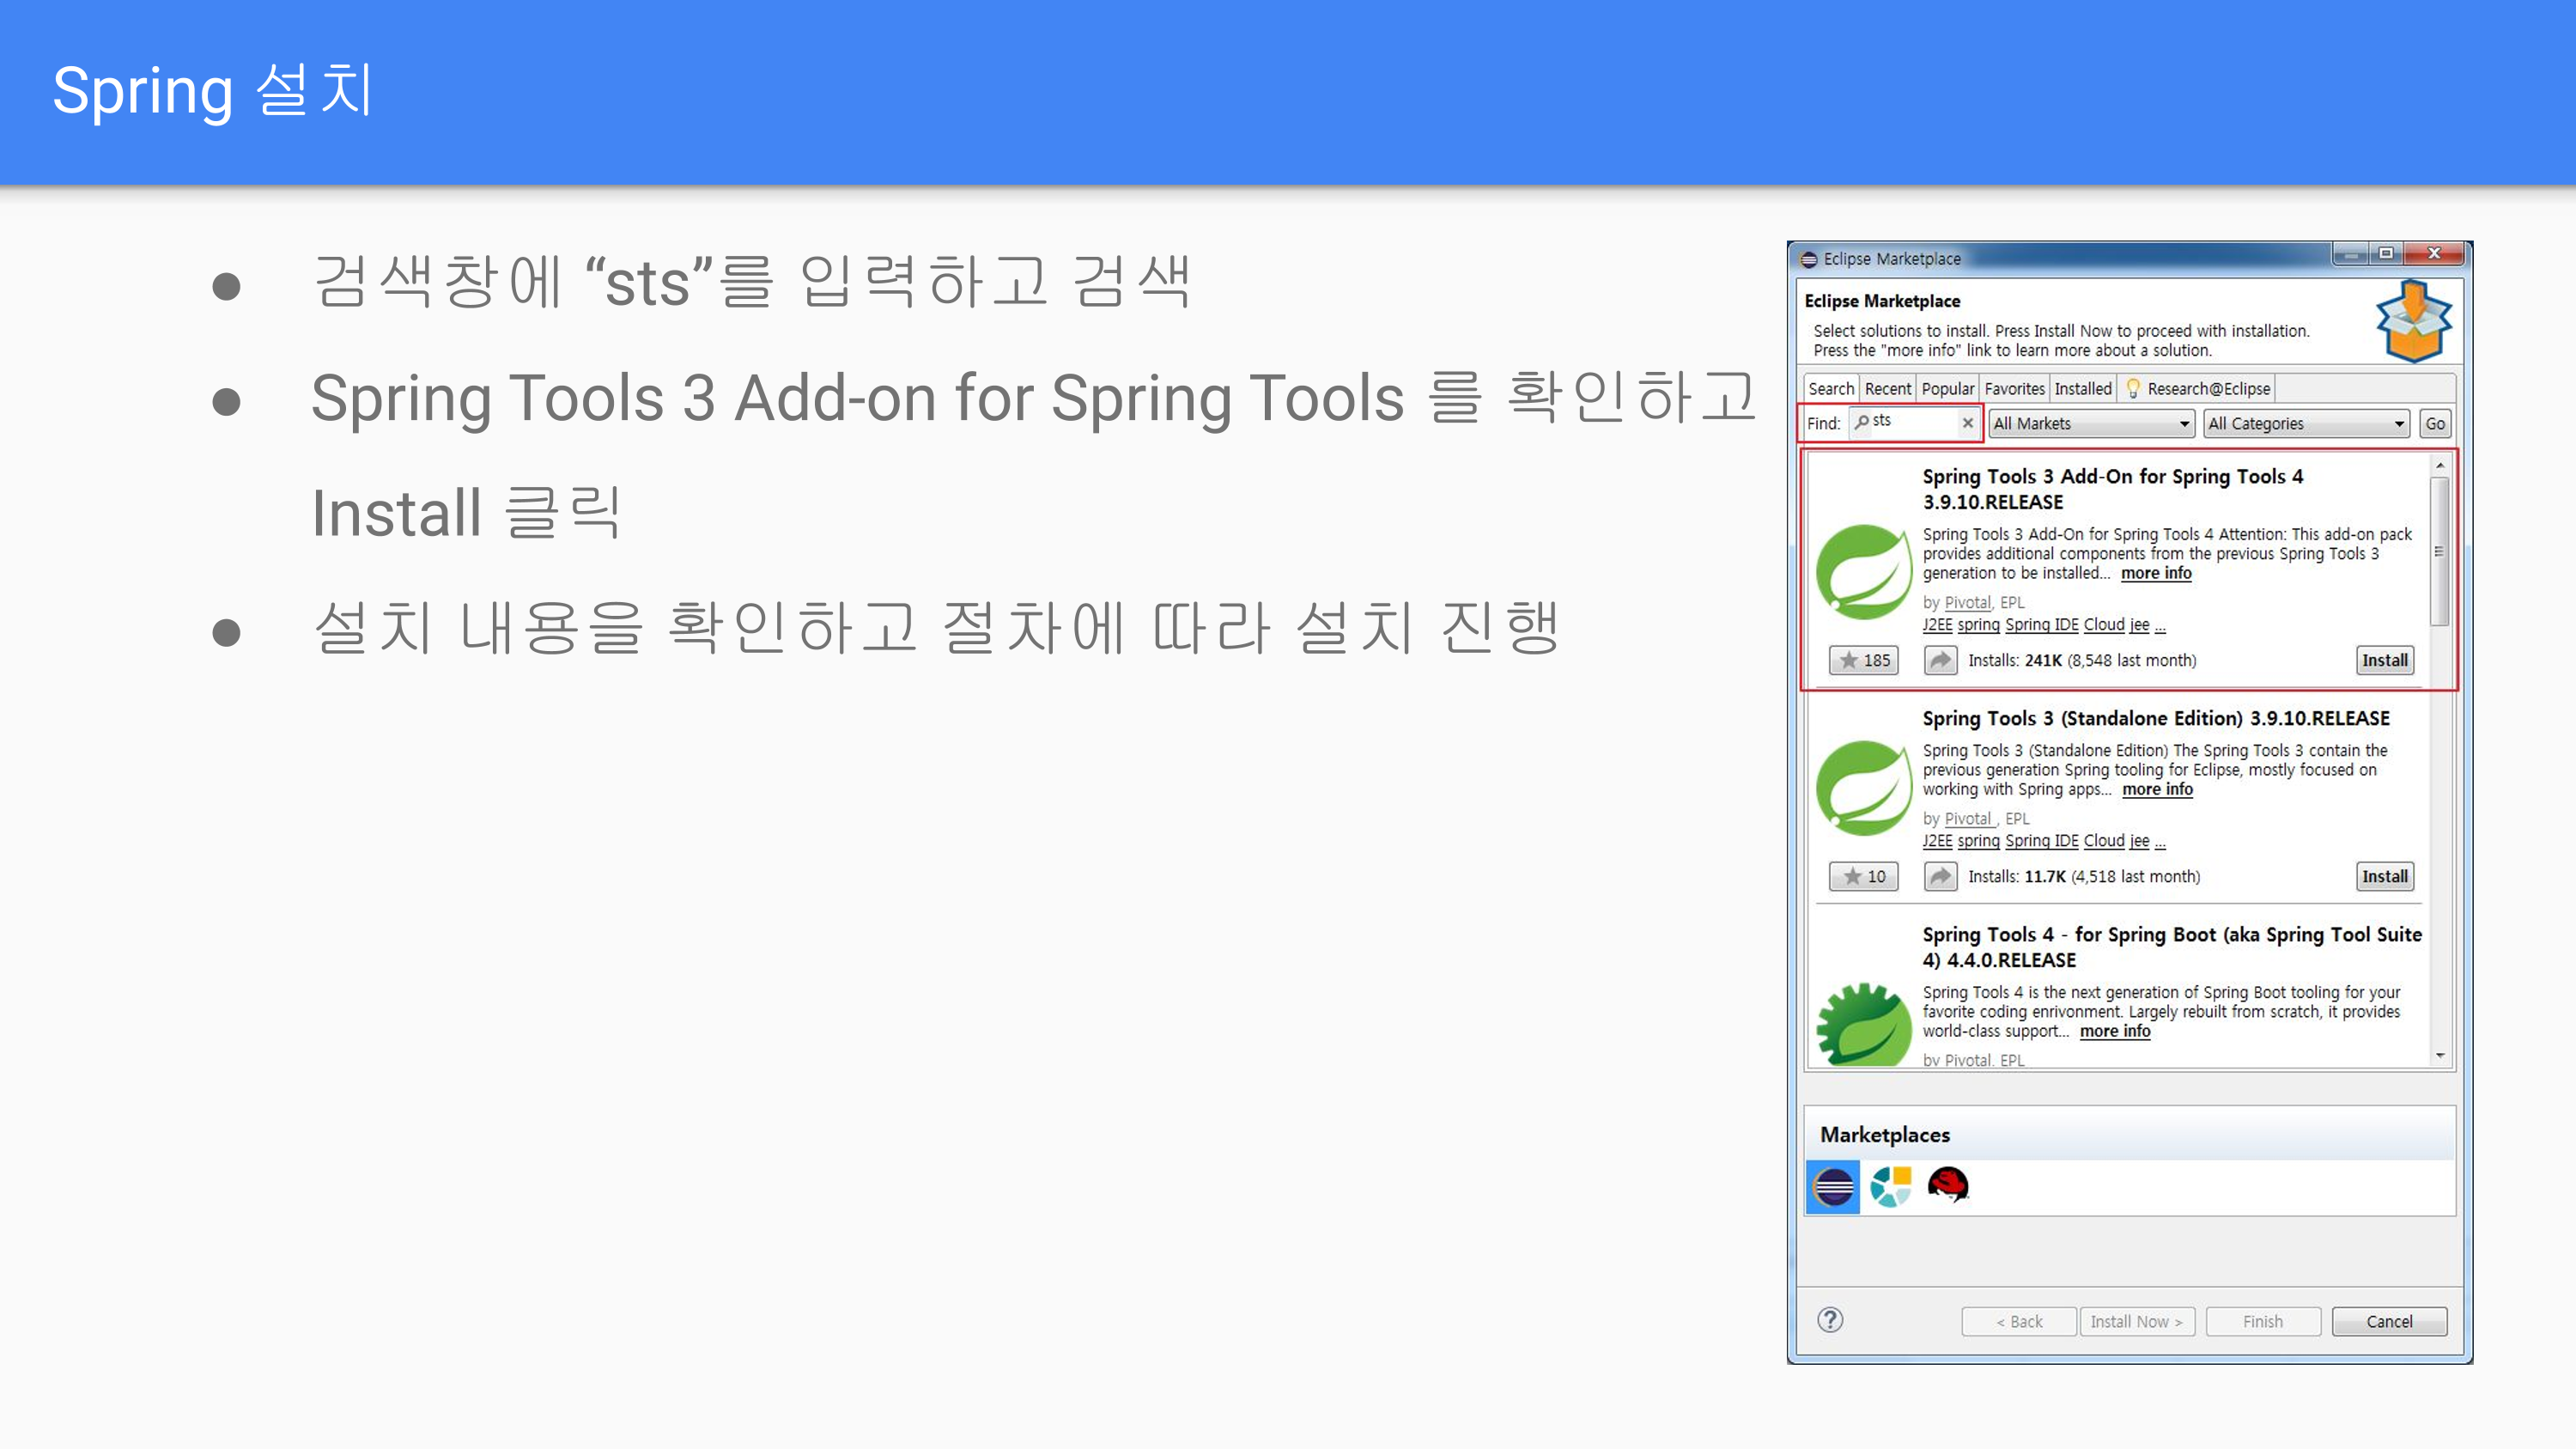 Spring 설치
● 검색창에 “sts”를 입력하고 검색
● Spring Tools 3 Add-on for Spring Tools 를 확인하고
Install 클릭
● 설치 내용을 확인하고 절차에 따라 설치 진행
Eclipse Marketplace
Eclipse Marketplace
Select solutions to install. Press Install Now to proceed with installation.
Press the "more info" link to learn more about a solution.
Search Recent Popular Favorites Installed Research@Eclipse
Find: sts All Markets All Categories Go
Spring Tools 3 Add-On for Spring Tools 4
3.9.10.RELEASE
Spring Tools 3 Add-On for Spring Tools 4 Attention: This add-on pack
provides additional components from the previous Spring Tools 3
generation to be installed... more info
by Pivotal, EPL
J2EE spring Spring IDE Cloud jee ...
185 Installs: 241K (8,548 last month) Install
Spring Tools 3 (Standalone Edition) 3.9.10.RELEASE
Spring Tools 3 (Standalone Edition) The Spring Tools 3 contain the
previous generation Spring tooling for Eclipse, mostly focused on
working with Spring apps... more info
by Pivotal , EPL
J2EE spring Spring IDE Cloud jee ...
10 Installs: 11.7K (4,518 last month) Install
Spring Tools 4 - for Spring Boot (aka Spring Tool Suite
4) 4.4.0.RELEASE
Spring Tools 4 is the next generation of Spring Boot tooling for your
favorite coding enrivonment. Largely rebuilt from scratch, it provides
world-class support... more info
by Pivotal, EPL
Marketplaces
? < Back Install Now > Finish Cancel